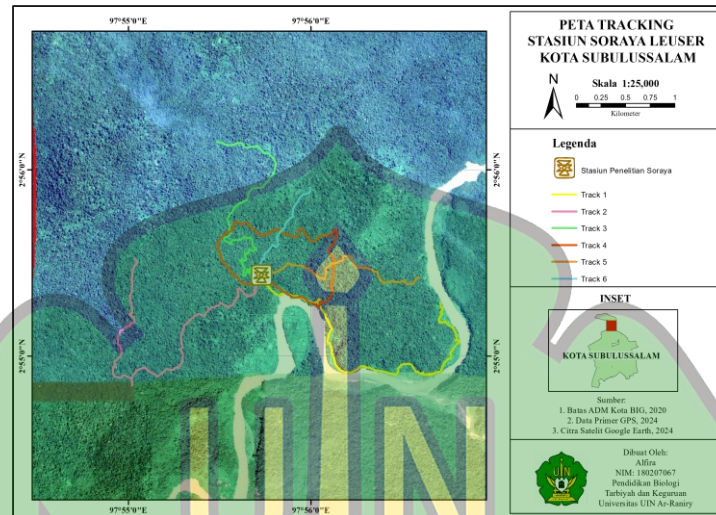 97°55'0"E
97°56'0"E
2°56'0"N
2°55'0"N
2°56'0"N
2°55'0"N
97°55'0"E
97°56'0"E
UIN
PETA TRACKING
STASIUN SORAYA LEUSER
KOTA SUBULUSSALAM
N
Skala 1:25,000
0 0.25 0.5 0.75 1
Kilometer
Legenda
Stasiun Penelitian Soraya
Track 1
Track 2
Track 3
Track 4
Track 5
Track 6
INSET
KOTA SUBULUSSALAM
Sumber:
1. Batas ADM Kota BIG, 2020
2. Data Primer GPS, 2024
3. Citra Satelit Google Earth, 2024
UIN
Dibuat Oleh:
Alfira
NIM: 180207067
Pendidikan Biologi
Tarbiyah dan Keguruan
Universitas UIN Ar-Raniry